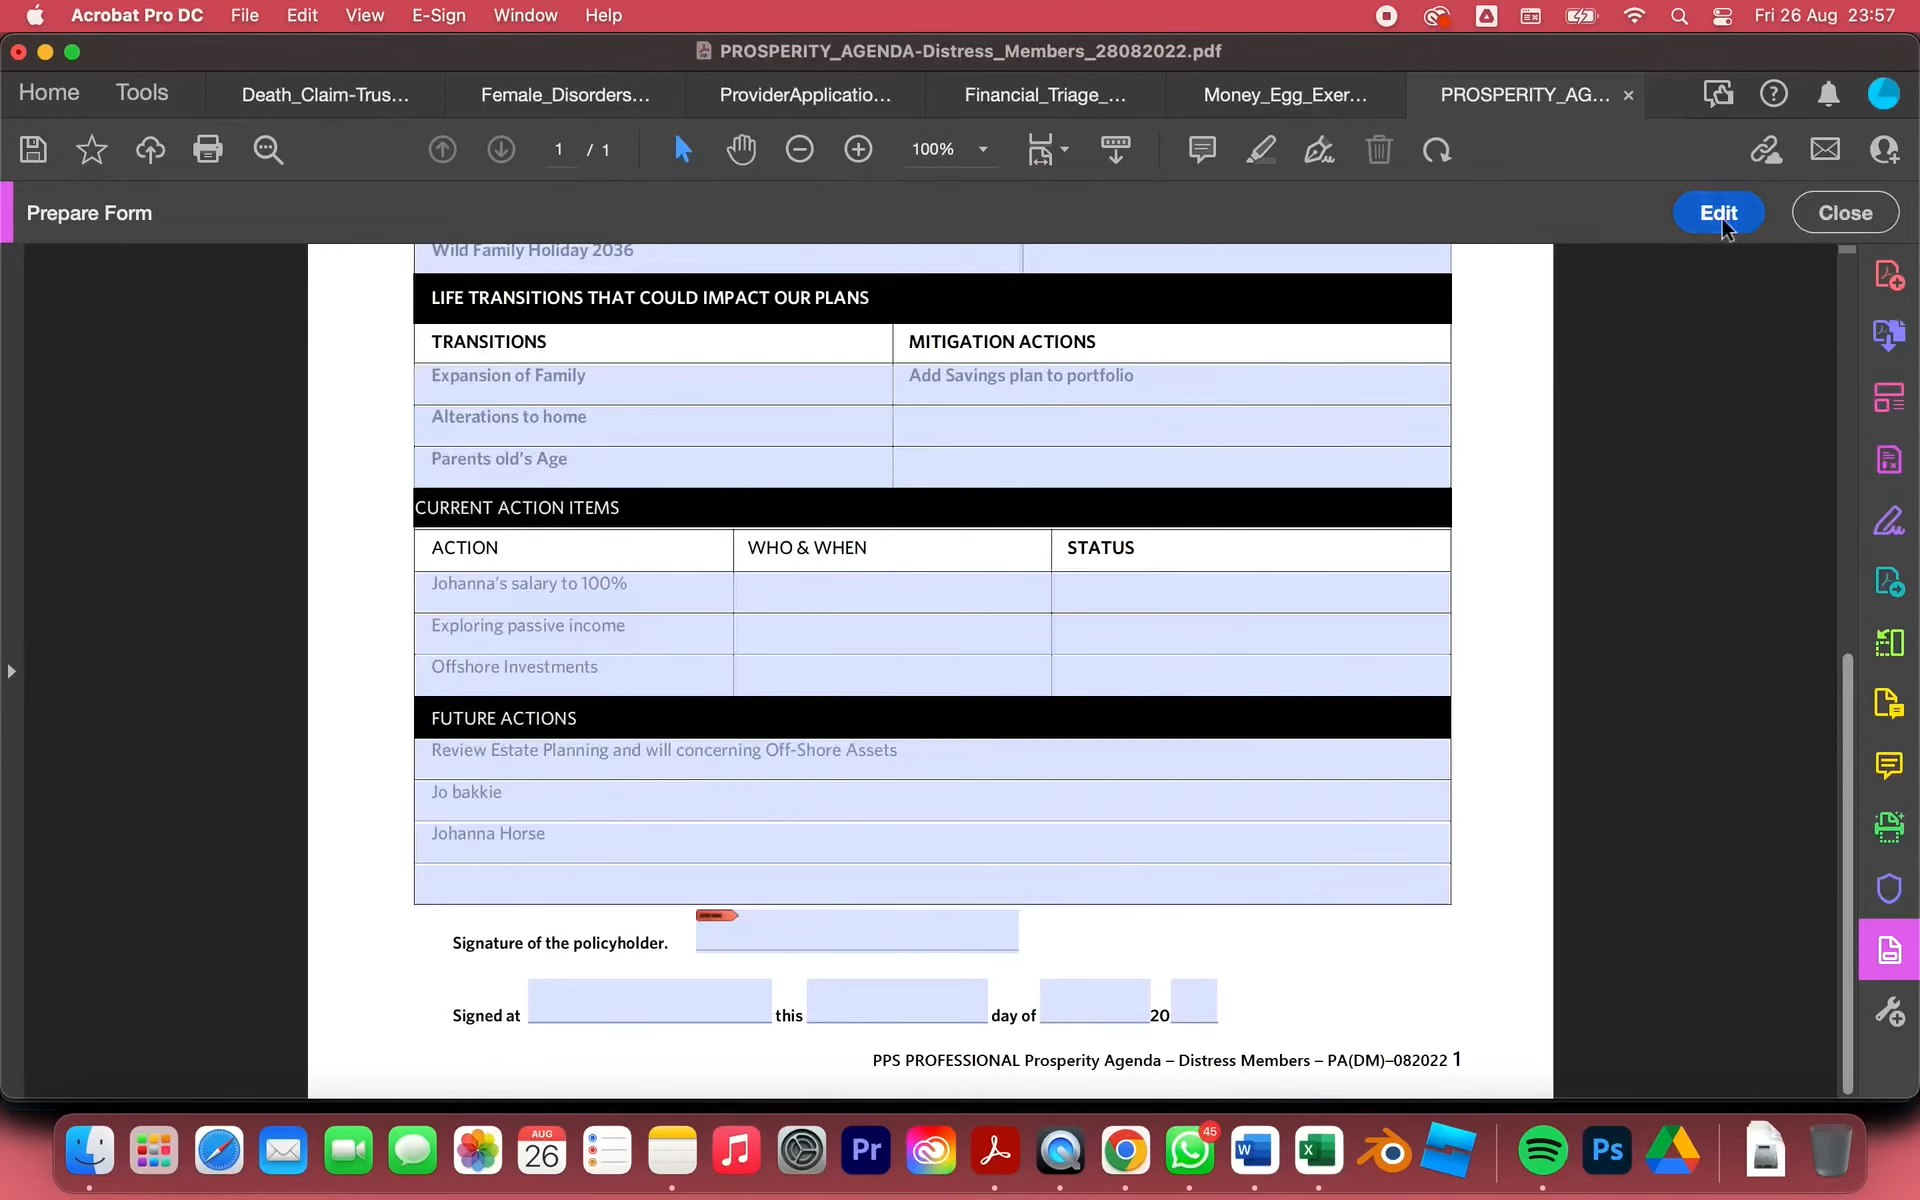 Acrobat Pro DC File Edit View E-Sign Window Help Fri 26 Aug 23:57
PROSPERITY_AGENDA-Distress_Members_28082022.pdf
Home Tools Death_Claim-Trus... Female_Disorders... ProviderApplicatio... Financial_Triage_... Money_Egg_Exer... PROSPERITY_AG...
1 / 1 100%
Prepare Form Edit Close
Wild Family Holiday 2036
LIFE TRANSITIONS THAT COULD IMPACT OUR PLANS
TRANSITIONS MITIGATION ACTIONS
Expansion of Family Add Savings plan to portfolio
Alterations to home
Parents old's Age
CURRENT ACTION ITEMS
ACTION WHO & WHEN STATUS
Johanna's salary to 100%
Exploring passive income
Offshore Investments
FUTURE ACTIONS
Review Estate Planning and will concerning Off-Shore Assets
Jo bakkie
Johanna Horse
Signature of the policyholder.
Signed at this day of 20
PPS PROFESSIONAL Prosperity Agenda – Distress Members – PA(DM)–082022 1
AUG
26
Pr
45
W
X
Ps